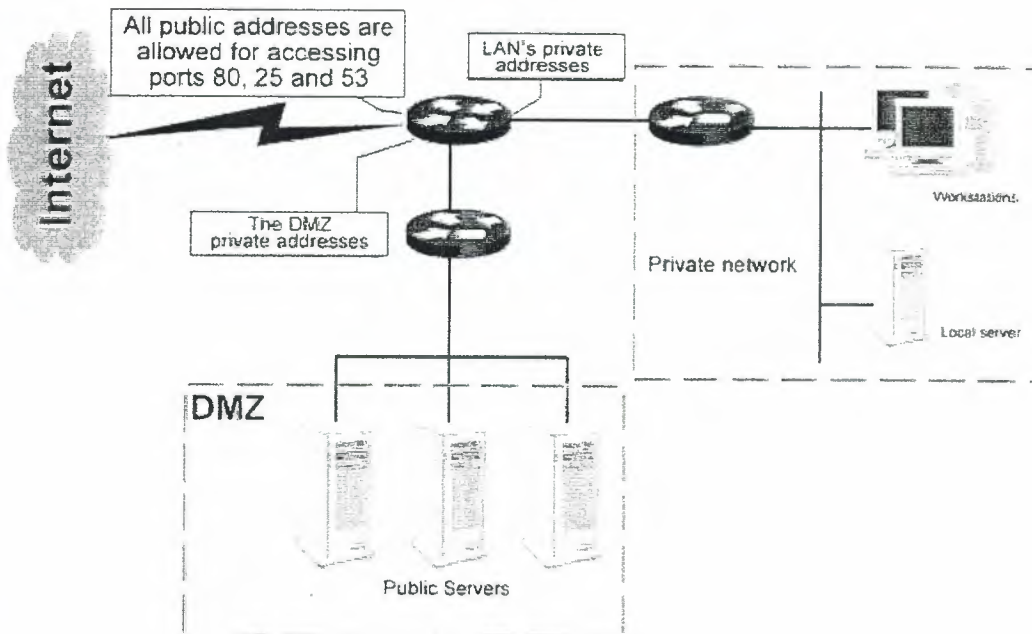 All public addresses are
allowed for accessing
ports 80, 25 and 53
LAN's private
addresses
Internet
The DMZ
private addresses
Workstations
Private network
Local server
DMZ
Public Servers